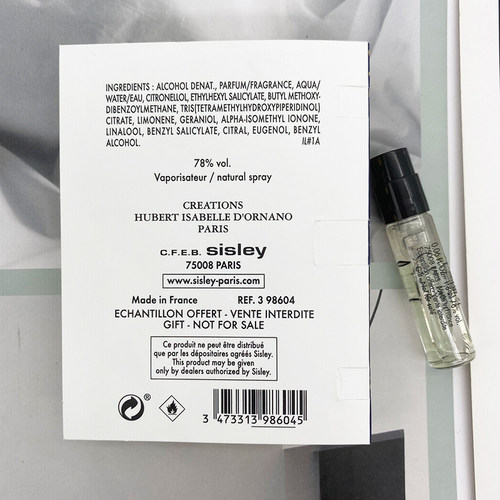 INGREDIENTS : ALCOHOL DENAT., PARFUM/FRAGRANCE, AQUA/
WATER/EAU, CITRONELLOL, ETHYLHEXYL SALICYLATE, BUTYL METHOXY-
DIBENZOYLMETHANE, TRIS(TETRAMETHYLHYDROXYPIPERIDINOL)
CITRATE, LIMONENE, GERANIOL, ALPHA-ISOMETHYL IONONE,
LINALOOL, BENZYL SALICYLATE, CITRAL, EUGENOL, BENZYL
ALCOHOL. IL#1A
78% vol.
Vaporisateur / natural spray
CREATIONS
HUBERT ISABELLE D'ORNANO
PARIS
C.F.E.B. sisley
75008 PARIS
www.sisley-paris.com
Made in France REF. 3 98604
ECHANTILLON OFFERT - VENTE INTERDITE
GIFT - NOT FOR SALE
Ce produit ne peut être distribué
que par les dépositaires agréés Sisley.
This product may be given
only by dealers authorized by Sisley.
®
3 473313 986045